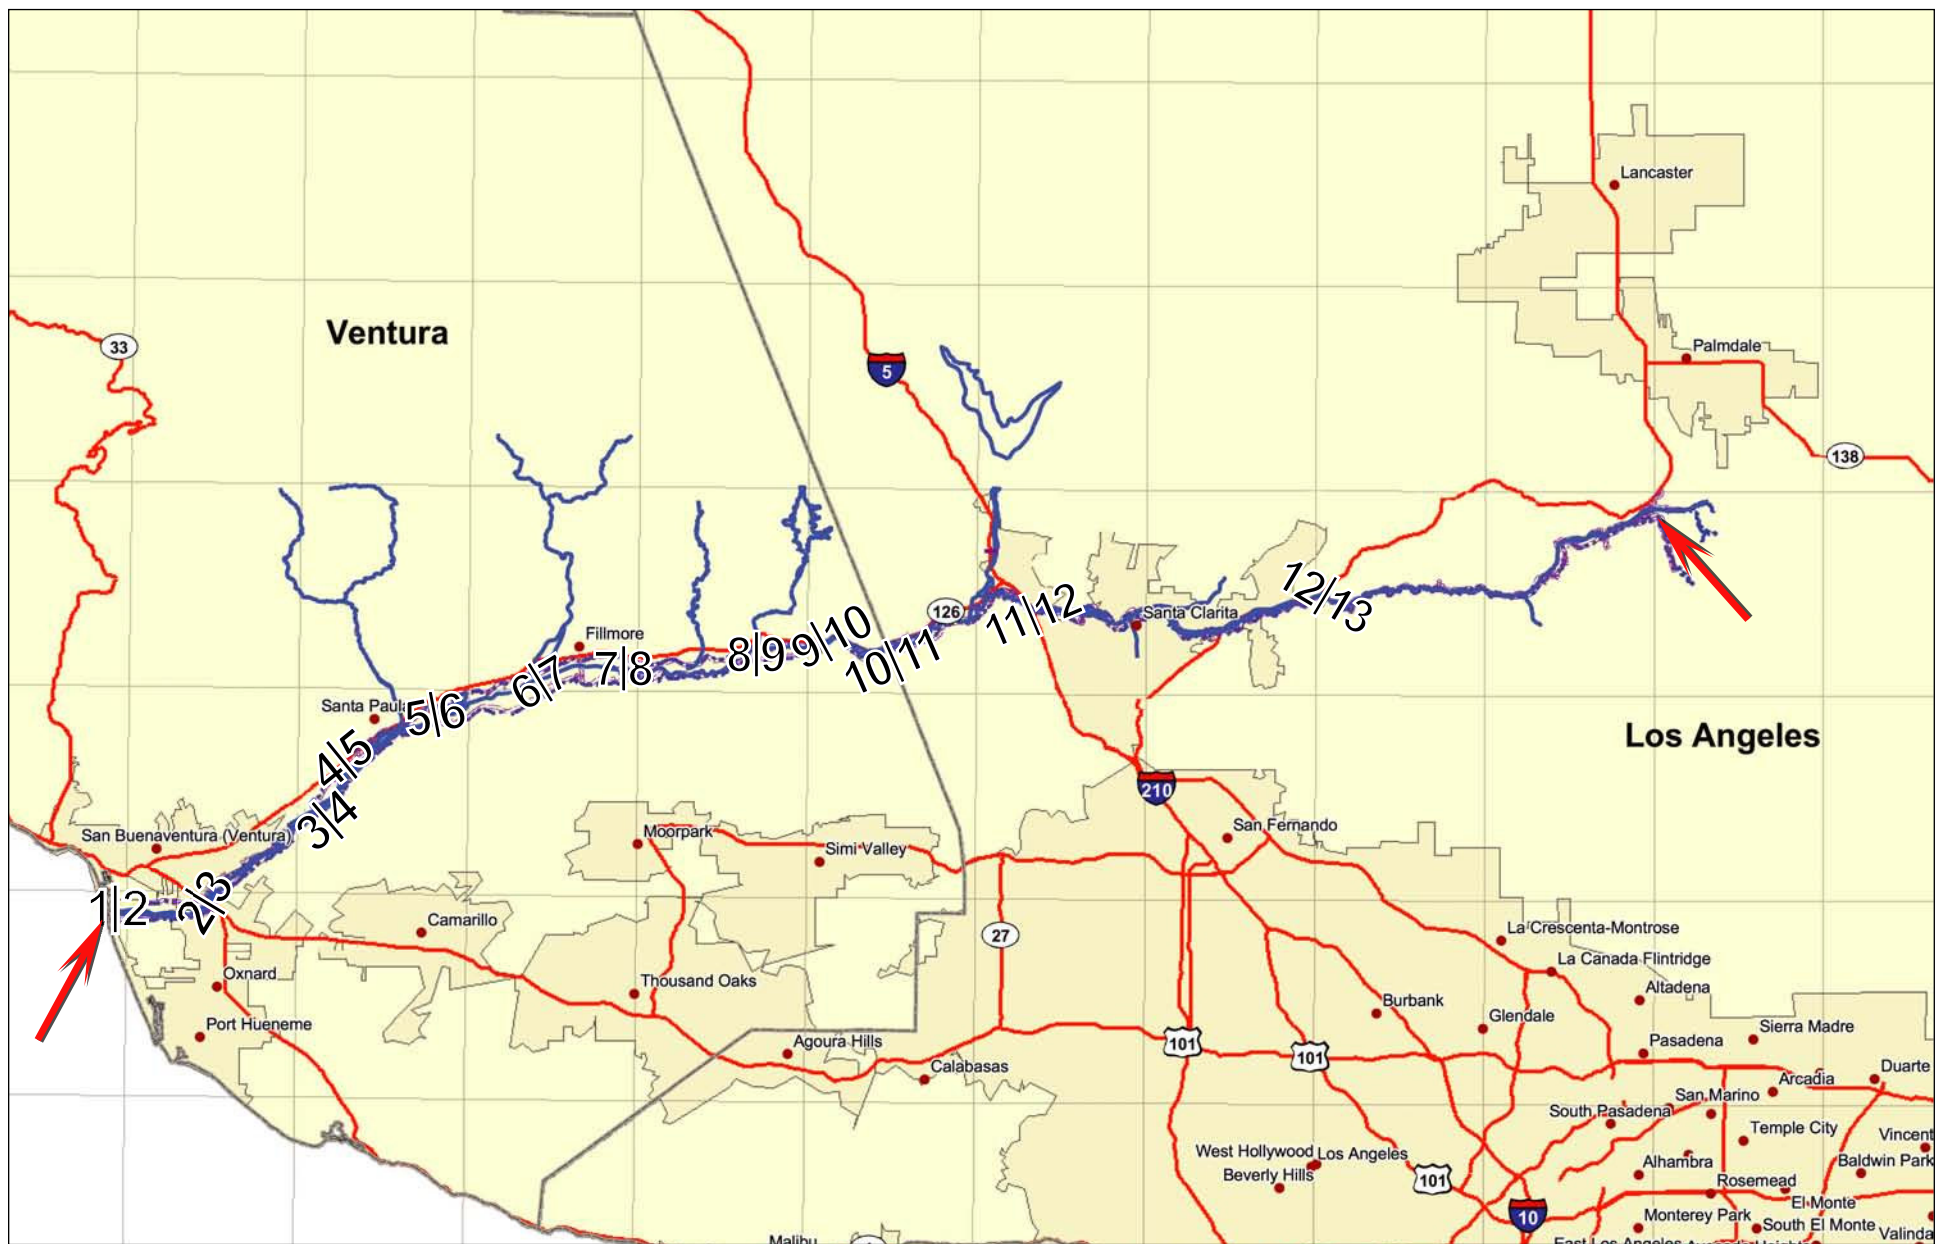 Lancaster
Ventura
33
Palmdale
5
138
12|13
11|12
126
Santa Clarita
9|10
Fillmore
8|9
10|11
7|8
6|7
Santa Paula
5|6
Los Angeles
4|5
210
3|4
San Fernando
San Buenaventura (Ventura)
Moorpark
Simi Valley
2|3
1|2
Camarillo
La Crescenta-Montrose
27
La Canada Flintridge
Oxnard
Thousand Oaks
Altadena
Burbank
Glendale
Port Hueneme
Sierra Madre
Agoura Hills
101
101
Pasadena
Calabasas
Duarte
Arcadia
San Marino
South Pasadena
Temple City
Vincent
West Hollywood
Los Angeles
Alhambra
Baldwin Park
Beverly Hills
101
Rosemead
El Monte
10
Monterey Park
South El Monte
Valinda
Malibu
East Los Angeles